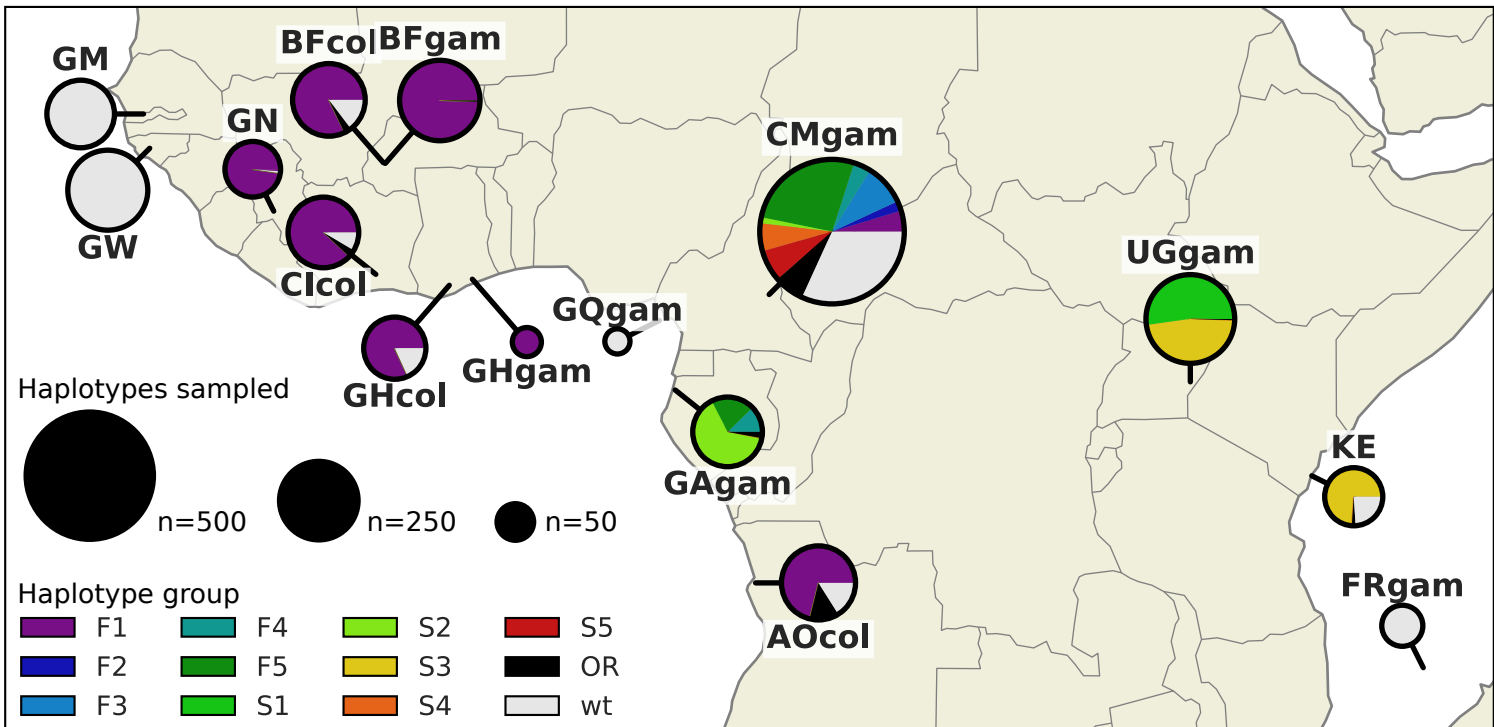 BFcol BFgam
GM
GN
CMgam
GW
UGgam
CIcol
GQgam
GHcol
GHgam
Haplotypes sampled
n=500
n=250
n=50
GAgam
KE
FRgam
AOcol
Haplotype group
F1 F4 S2 S5
F2 F5 S3 OR
F3 S1 S4 wt